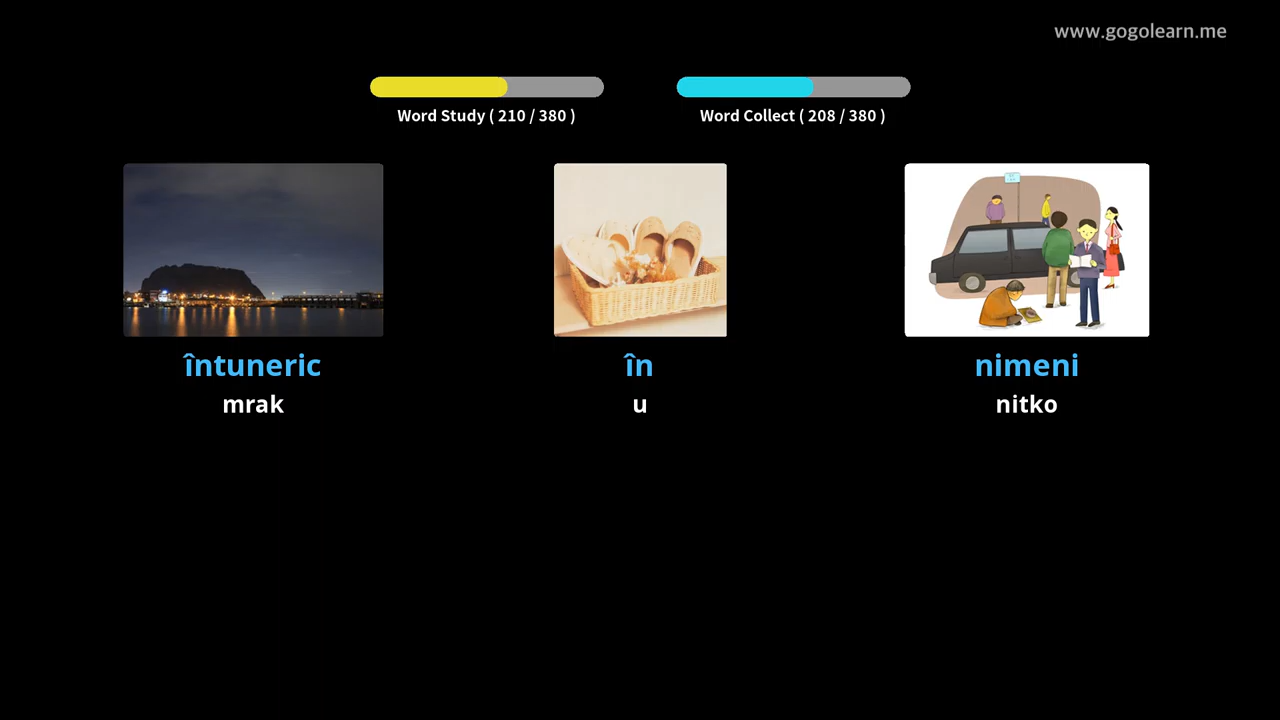 www.gogolearn.me
Word Study ( 210 / 380 )
Word Collect ( 208 / 380 )
întuneric
mrak
în
u
nimeni
nitko